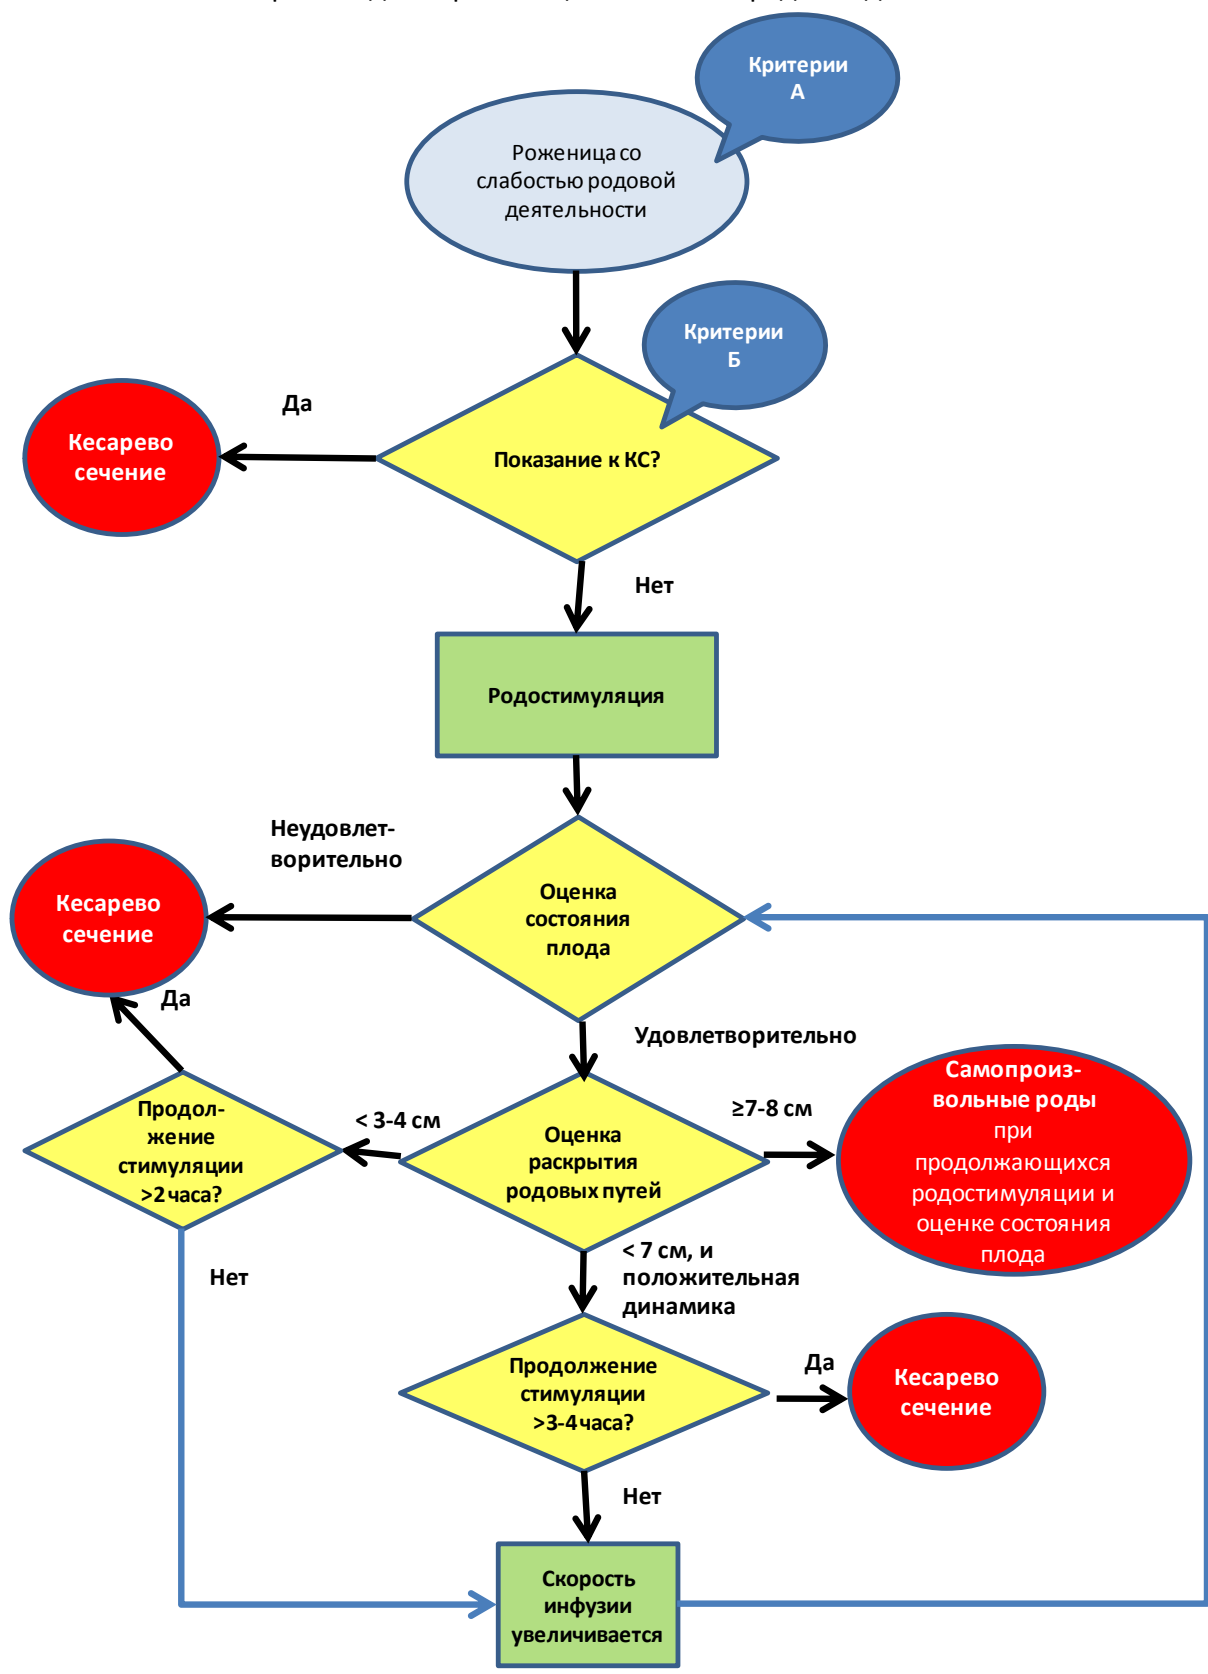 Критерии
А
Роженица со
слабостью родовой
деятельности
Критерии
Б
Да
Кесарево
сечение
Показание к КС?
Нет
Родостимуляция
Неудовлет-
ворительно
Кесарево
сечение
Оценка
состояния
плода
Да
Удовлетворительно
Самопроиз-
вольные роды
при
продолжающихся
родостимуляции и
оценке состояния
плода
Продол-
жение
стимуляции
>2 часа?
< 3-4 см
Оценка
раскрытия
родовых путей
≥7-8 см
Нет
< 7 см, и
положительная
динамика
Продолжение
стимуляции
>3-4 часа?
Да
Кесарево
сечение
Нет
Скорость
инфузии
увеличивается